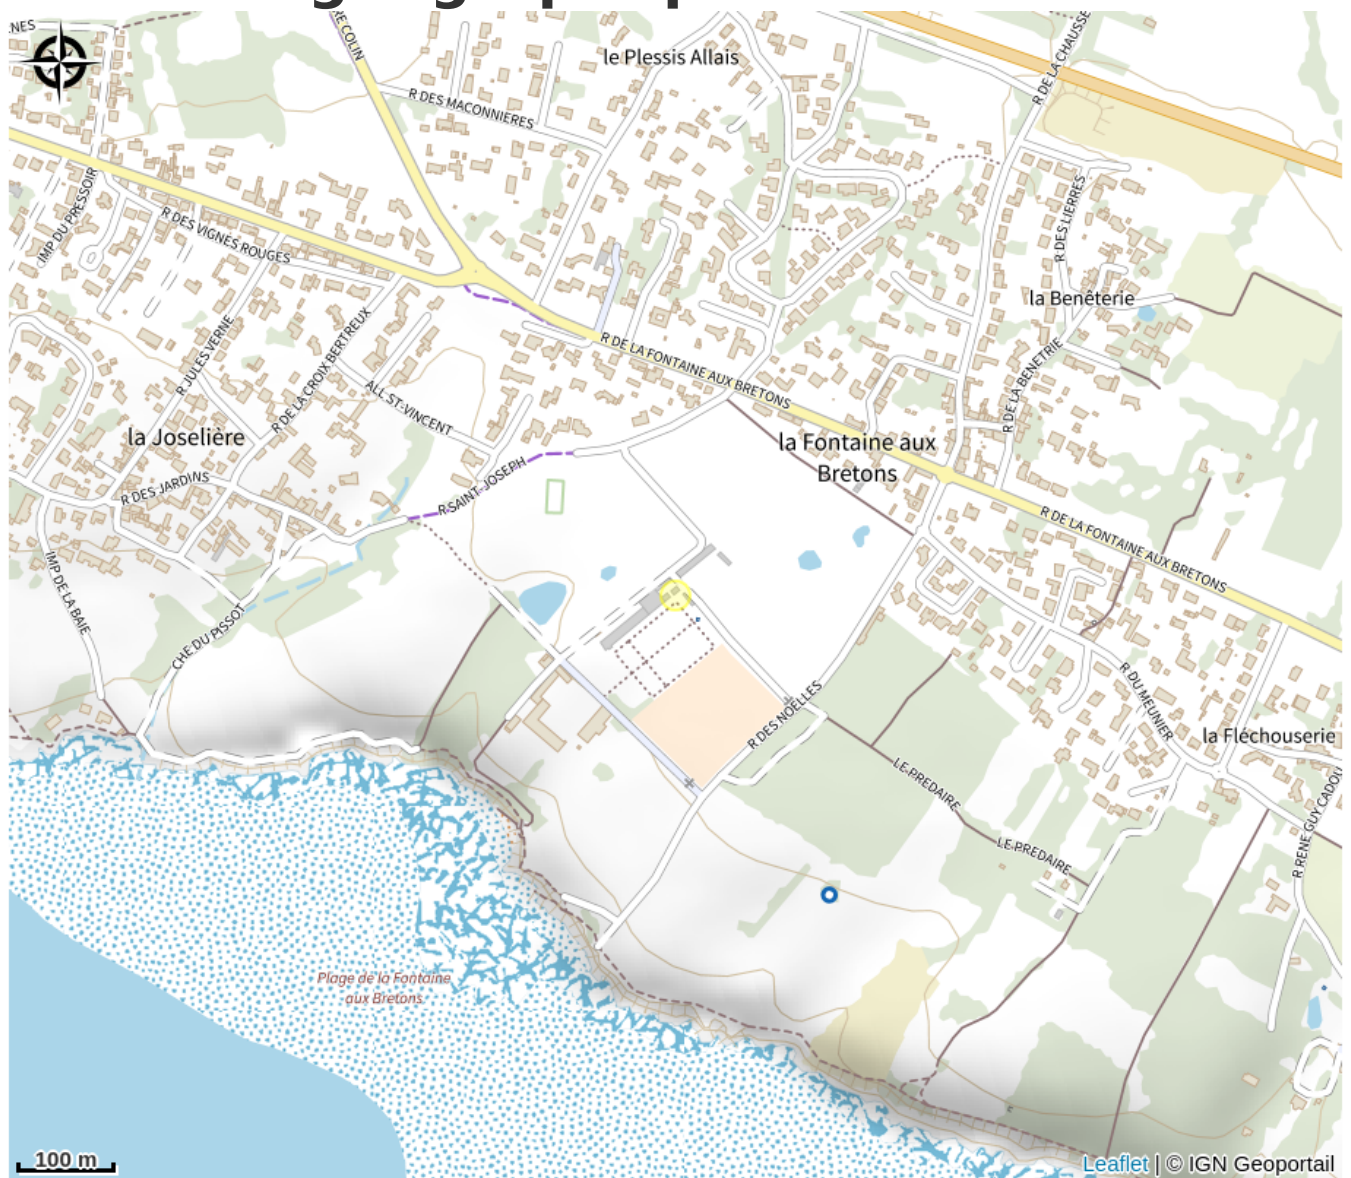 NES
RE COLIN
le Plessis Allais
R DE LA CHAUSSE
R DES MACONNIERES
IMP DU PRESSOIR
R DES VIGNES ROUGES
R DES LIERRES
la Benêterie
R JULES VERNE
R DE LA CROIX BERTREUX
R DE LA FONTAINE AUX BRETONS
R DE LA BENETRIE
ALL ST-VINCENT
la Joselière
la Fontaine aux
Bretons
R DES JARDINS
R SAINT-JOSEPH
R DE LA FONTAINE AUX BRETONS
IMP DE LA BAIE
CHE DU PISSOT
R DES NOELLES
R DU MEUNIER
la Fléchouserie
LE PREDAIRE
LE PREDAIRE
R RENE GUY CADOU
Plage de la Fontaine
aux Bretons
100 m
Leaflet | © IGN Geoportail